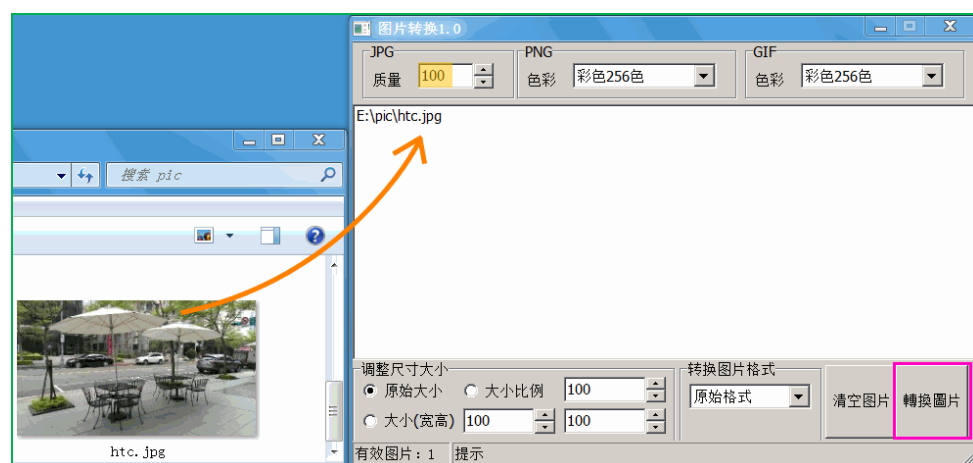 图片转换1.0
JPG
质量 100
PNG
色彩 彩色256色
GIF
色彩 彩色256色
E:\pic\htc.jpg
搜索 pic
htc.jpg
调整尺寸大小
原始大小 大小比例 100
大小(宽高) 100 100
转换图片格式
原始格式
清空图片
轉換圖片
有效图片：1 提示